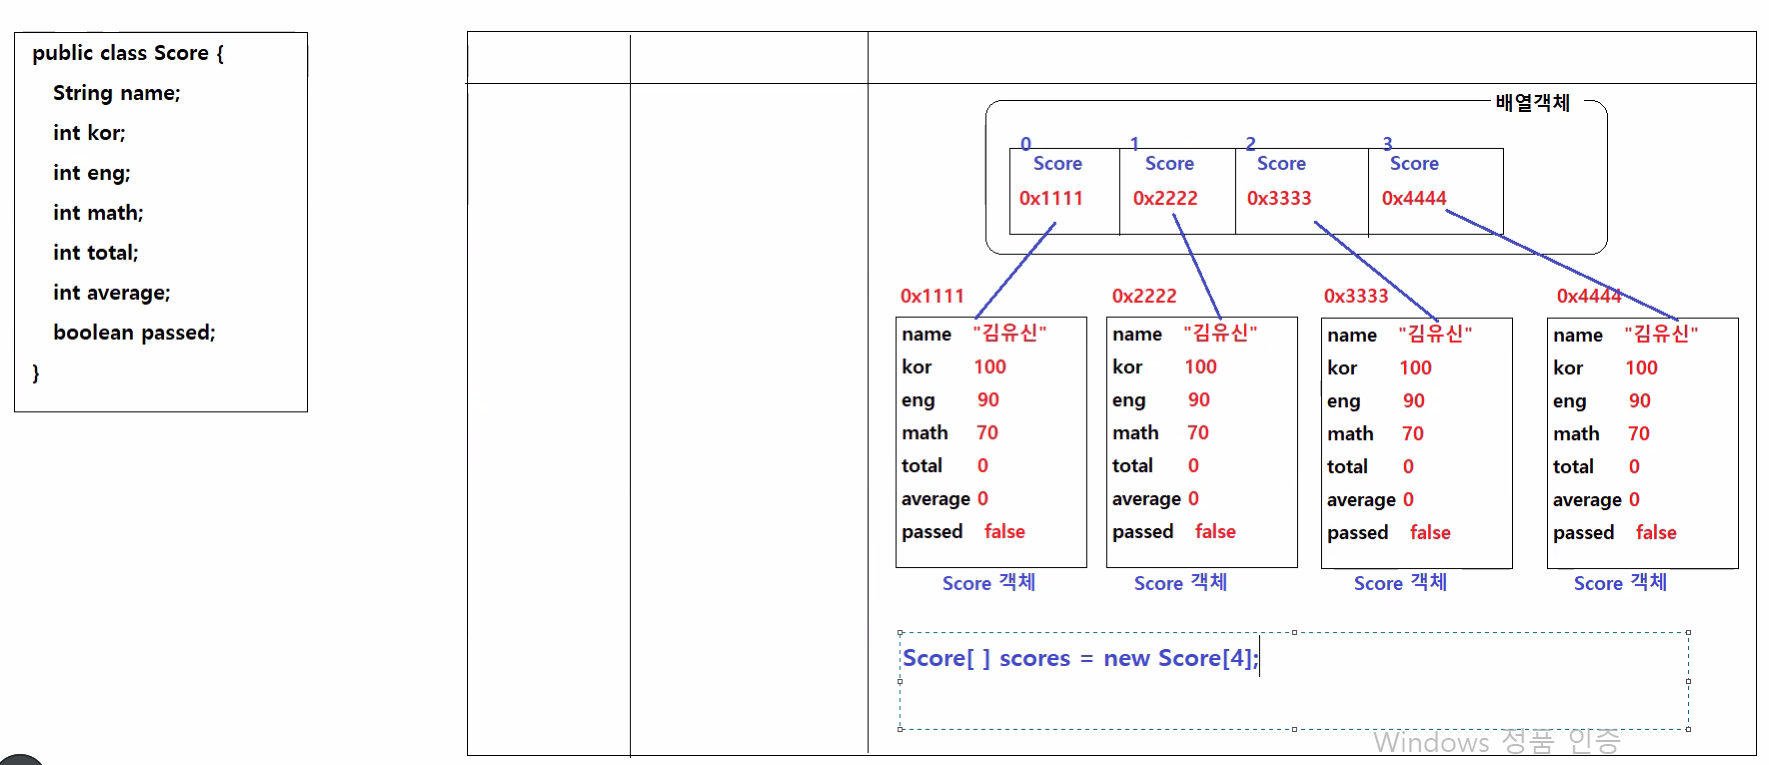 public class Score {
String name;
int kor;
int eng;
int math;
int total;
int average;
boolean passed;
}
배열객체
0 1 2 3
Score Score Score Score
0x1111 0x2222 0x3333 0x4444
0x1111
name "김유신"
kor 100
eng 90
math 70
total 0
average 0
passed false
Score 객체
0x2222
name "김유신"
kor 100
eng 90
math 70
total 0
average 0
passed false
Score 객체
0x3333
name "김유신"
kor 100
eng 90
math 70
total 0
average 0
passed false
Score 객체
0x4444
name "김유신"
kor 100
eng 90
math 70
total 0
average 0
passed false
Score 객체
Score[ ] scores = new Score[4];
Windows 정품 인증